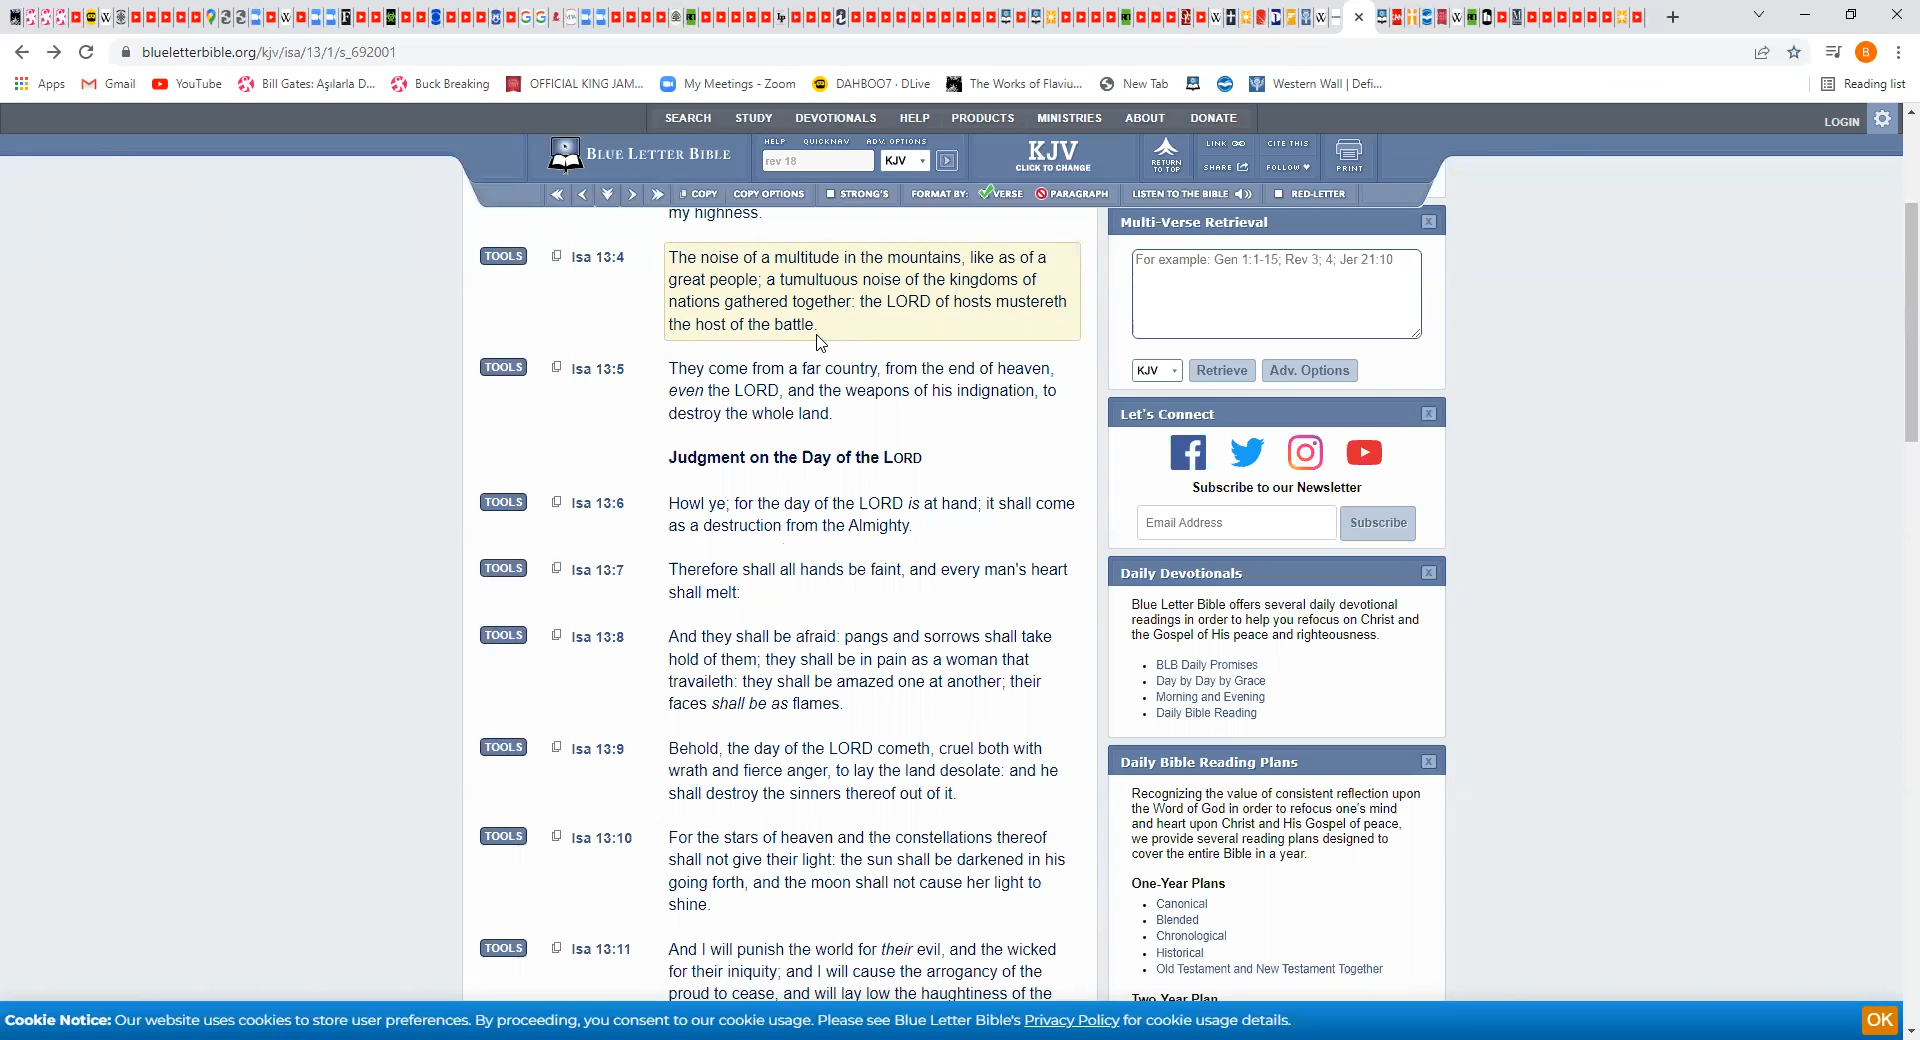 blueletterbible.org/kjv/isa/13/1/s_692001
B
Apps
Gmail
YouTube
Bill Gates: Aşılarla D...
Buck Breaking
OFFICIAL KING JAM...
My Meetings - Zoom
DAHBOO7 · DLive
The Works of Flaviu...
New Tab
Western Wall | Defi...
Reading list
SEARCH STUDY DEVOTIONALS HELP PRODUCTS MINISTRIES ABOUT DONATE
LOGIN
BLUE LETTER BIBLE
HELP QUICKNAV ADV. OPTIONS
rev 18
KJV
KJV
CLICK TO CHANGE
RETURN
TO TOP
LINK
SHARE
CITE THIS
FOLLOW
PRINT
COPY
COPY OPTIONS
STRONG'S
FORMAT BY:
VERSE
PARAGRAPH
LISTEN TO THE BIBLE
RED-LETTER
my highness.
TOOLS
Isa 13:4
The noise of a multitude in the mountains, like as of a
great people; a tumultuous noise of the kingdoms of
nations gathered together: the LORD of hosts mustereth
the host of the battle.
TOOLS
Isa 13:5
They come from a far country, from the end of heaven,
even the LORD, and the weapons of his indignation, to
destroy the whole land.
Judgment on the Day of the LORD
TOOLS
Isa 13:6
Howl ye; for the day of the LORD is at hand; it shall come
as a destruction from the Almighty.
TOOLS
Isa 13:7
Therefore shall all hands be faint, and every man's heart
shall melt:
TOOLS
Isa 13:8
And they shall be afraid: pangs and sorrows shall take
hold of them; they shall be in pain as a woman that
travaileth: they shall be amazed one at another; their
faces shall be as flames.
TOOLS
Isa 13:9
Behold, the day of the LORD cometh, cruel both with
wrath and fierce anger, to lay the land desolate: and he
shall destroy the sinners thereof out of it.
TOOLS
Isa 13:10
For the stars of heaven and the constellations thereof
shall not give their light: the sun shall be darkened in his
going forth, and the moon shall not cause her light to
shine.
TOOLS
Isa 13:11
And I will punish the world for their evil, and the wicked
for their iniquity; and I will cause the arrogancy of the
proud to cease, and will lay low the haughtiness of the
Multi-Verse Retrieval
For example: Gen 1:1-15; Rev 3; 4; Jer 21:10
KJV
Retrieve
Adv. Options
Let's Connect
Subscribe to our Newsletter
Email Address
Subscribe
Daily Devotionals
Blue Letter Bible offers several daily devotional
readings in order to help you refocus on Christ and
the Gospel of His peace and righteousness.
BLB Daily Promises
Day by Day by Grace
Morning and Evening
Daily Bible Reading
Daily Bible Reading Plans
Recognizing the value of consistent reflection upon
the Word of God in order to refocus one's mind
and heart upon Christ and His Gospel of peace,
we provide several reading plans designed to
cover the entire Bible in a year.
One-Year Plans
Canonical
Blended
Chronological
Historical
Old Testament and New Testament Together
Two Year Plan
Cookie Notice: Our website uses cookies to store user preferences. By proceeding, you consent to our cookie usage. Please see Blue Letter Bible's Privacy Policy for cookie usage details.
OK